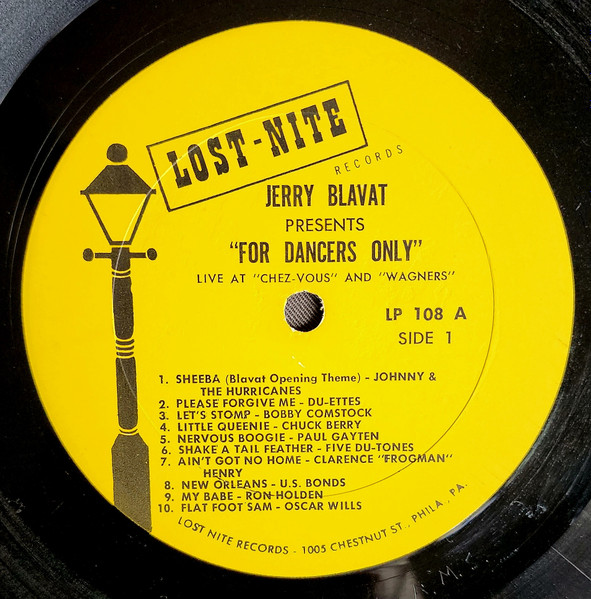 LOST-NITE
RECORDS
JERRY BLAVAT
PRESENTS
"FOR DANCERS ONLY"
LIVE AT "CHEZ-VOUS" AND "WAGNERS"
LP 108 A
SIDE 1
1. SHEEBA (Blavat Opening Theme) - JOHNNY &
THE HURRICANES
2. PLEASE FORGIVE ME - DU-ETTES
3. LET'S STOMP - BOBBY COMSTOCK
4. LITTLE QUEENIE - CHUCK BERRY
5. NERVOUS BOOGIE - PAUL GAYTEN
6. SHAKE A TAIL FEATHER - FIVE DU-TONES
7. AIN'T GOT NO HOME - CLARENCE "FROGMAN"
HENRY
8. NEW ORLEANS - U.S. BONDS
9. MY BABE - RON HOLDEN
10. FLAT FOOT SAM - OSCAR WILLS
LOST NITE RECORDS - 1005 CHESTNUT ST., PHILA., PA.